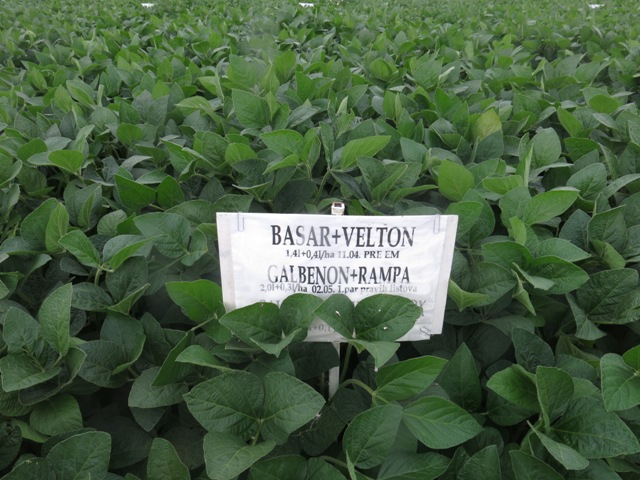 BASAR+VELTON
1,4l+0,4l/ha 11.04. PRE EM
GALBENON+RAMPA
2,0l+0,3l/ha 02.05. 1.par pravih listova